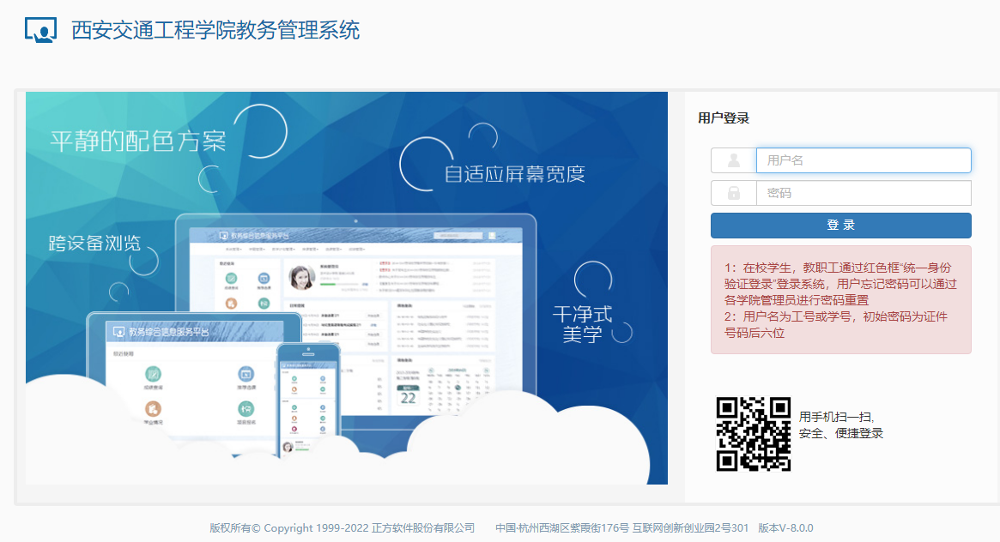 西安交通工程学院教务管理系统
平静的配色方案
自适应屏幕宽度
跨设备浏览
干净式
美学
教务综合信息服务平台
教务综合信息服务平台
22
用户登录
用户名
密码
登 录
1：在校学生，教职工通过红色框"统一身份
验证登录"登录系统，用户忘记密码可以通过
各学院管理员进行密码重置
2：用户名为工号或学号，初始密码为证件
号码后六位
用手机扫一扫,
安全、便捷登录
版权所有© Copyright 1999-2022 正方软件股份有限公司 中国·杭州西湖区紫霞街176号 互联网创新创业园2号301 版本V-8.0.0